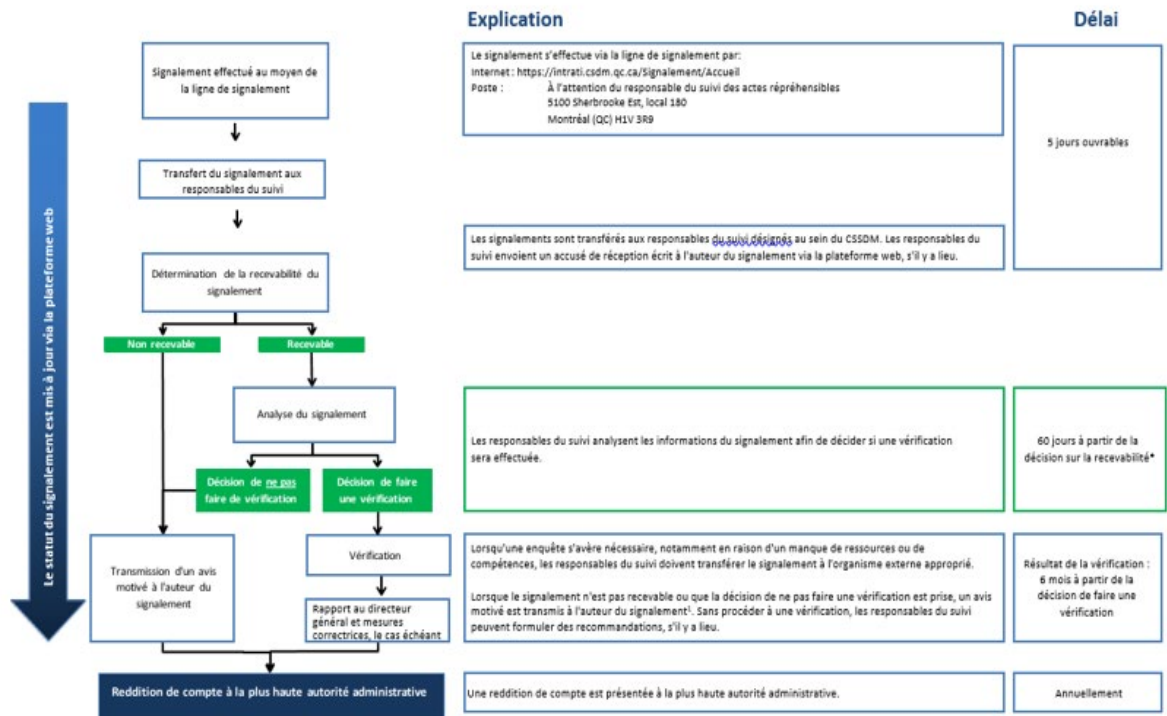 Explication
Délai
Signalement effectué au moyen de
la ligne de signalement
Le signalement s'effectue via la ligne de signalement par:
Internet : https://intrati.csdm.qc.ca/Signalement/Accueil
Poste : À l'attention du responsable du suivi des actes répréhensibles
5100 Sherbrooke Est, local 180
Montréal (QC) H1V 3R9
5 jours ouvrables
Transfert du signalement aux
responsables du suivi
Les signalements sont transférés aux responsables du suivi désignés au sein du CSSDM. Les responsables du
suivi envoient un accusé de réception écrit à l'auteur du signalement via la plateforme web, s'il y a lieu.
Détermination de la recevabilité du
signalement
Non recevable
Recevable
Analyse du signalement
Les responsables du suivi analysent les informations du signalement afin de décider si une vérification
sera effectuée.
60 jours à partir de la
décision sur la recevabilité*
Décision de ne pas
faire de vérification
Décision de faire
une vérification
Transmission d'un avis
motivé à l'auteur du
signalement
Vérification
Rapport au directeur
général et mesures
correctrices, le cas échéant
Lorsqu'une enquête s'avère nécessaire, notamment en raison d'un manque de ressources ou de
compétences, les responsables du suivi doivent transférer le signalement à l'organisme externe approprié.
Lorsque le signalement n'est pas recevable ou que la décision de ne pas faire une vérification est prise, un avis
motivé est transmis à l'auteur du signalement¹. Sans procéder à une vérification, les responsables du suivi
peuvent formuler des recommandations, s'il y a lieu.
Résultat de la vérification :
6 mois à partir de la
décision de faire une
vérification
Reddition de compte à la plus haute autorité administrative
Une reddition de compte est présentée à la plus haute autorité administrative.
Annuellement
Le statut du signalement est mis à jour via la plateforme web